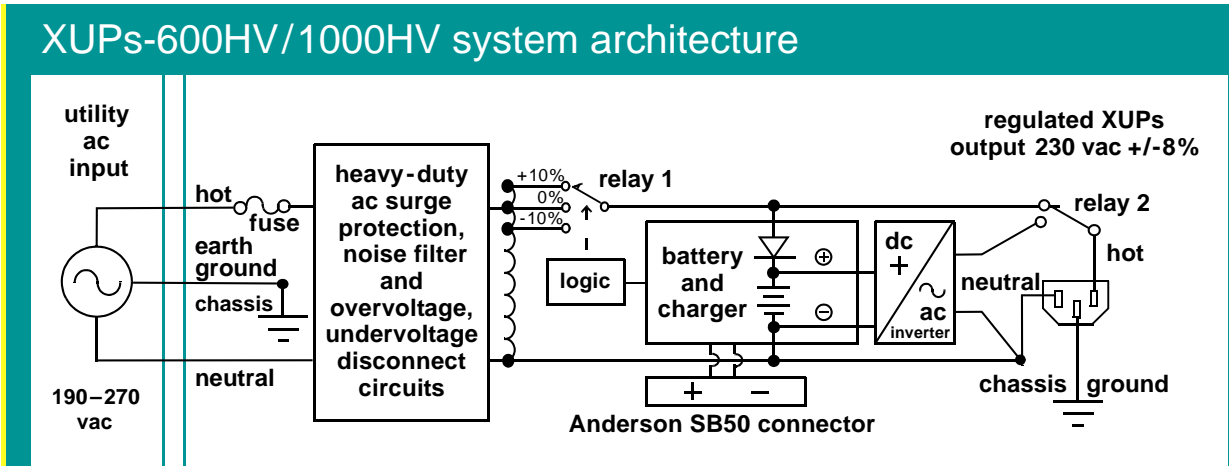 XUPs-600HV/1000HV system architecture
utility
ac
input
190–270
vac
hot
fuse
earth
ground
chassis
neutral
heavy-duty
ac surge
protection,
noise filter
and
overvoltage,
undervoltage
disconnect
circuits
+10%
0%
-10%
relay 1
logic
battery
and
charger
+
−
+ −
Anderson SB50 connector
dc
+
ac
inverter
regulated XUPs
output 230 vac +/-8%
relay 2
hot
neutral
chassis ground